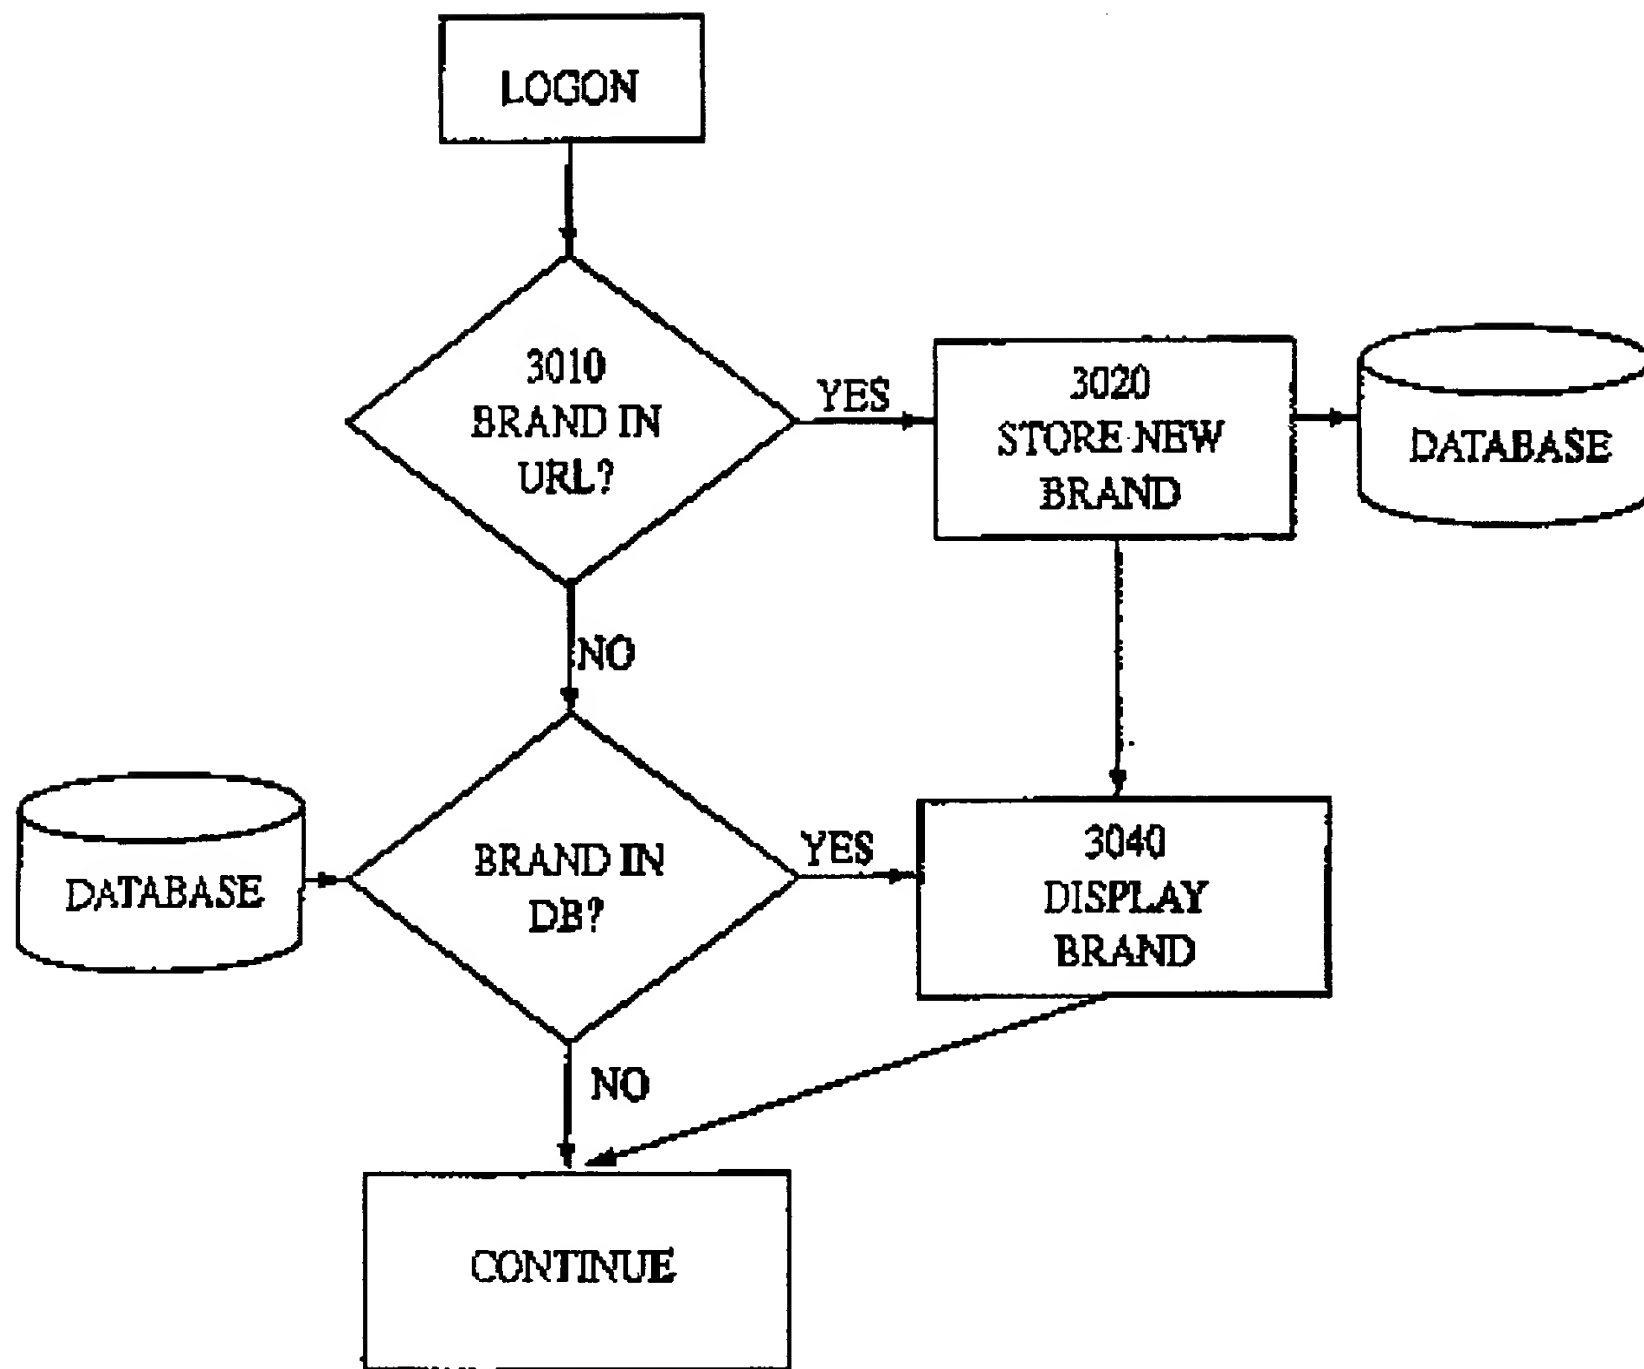 LOGON
3010
BRAND IN
URL?
YES
3020
STORE NEW
BRAND
DATABASE
NO
DATABASE
BRAND IN
DB?
YES
3040
DISPLAY
BRAND
NO
CONTINUE